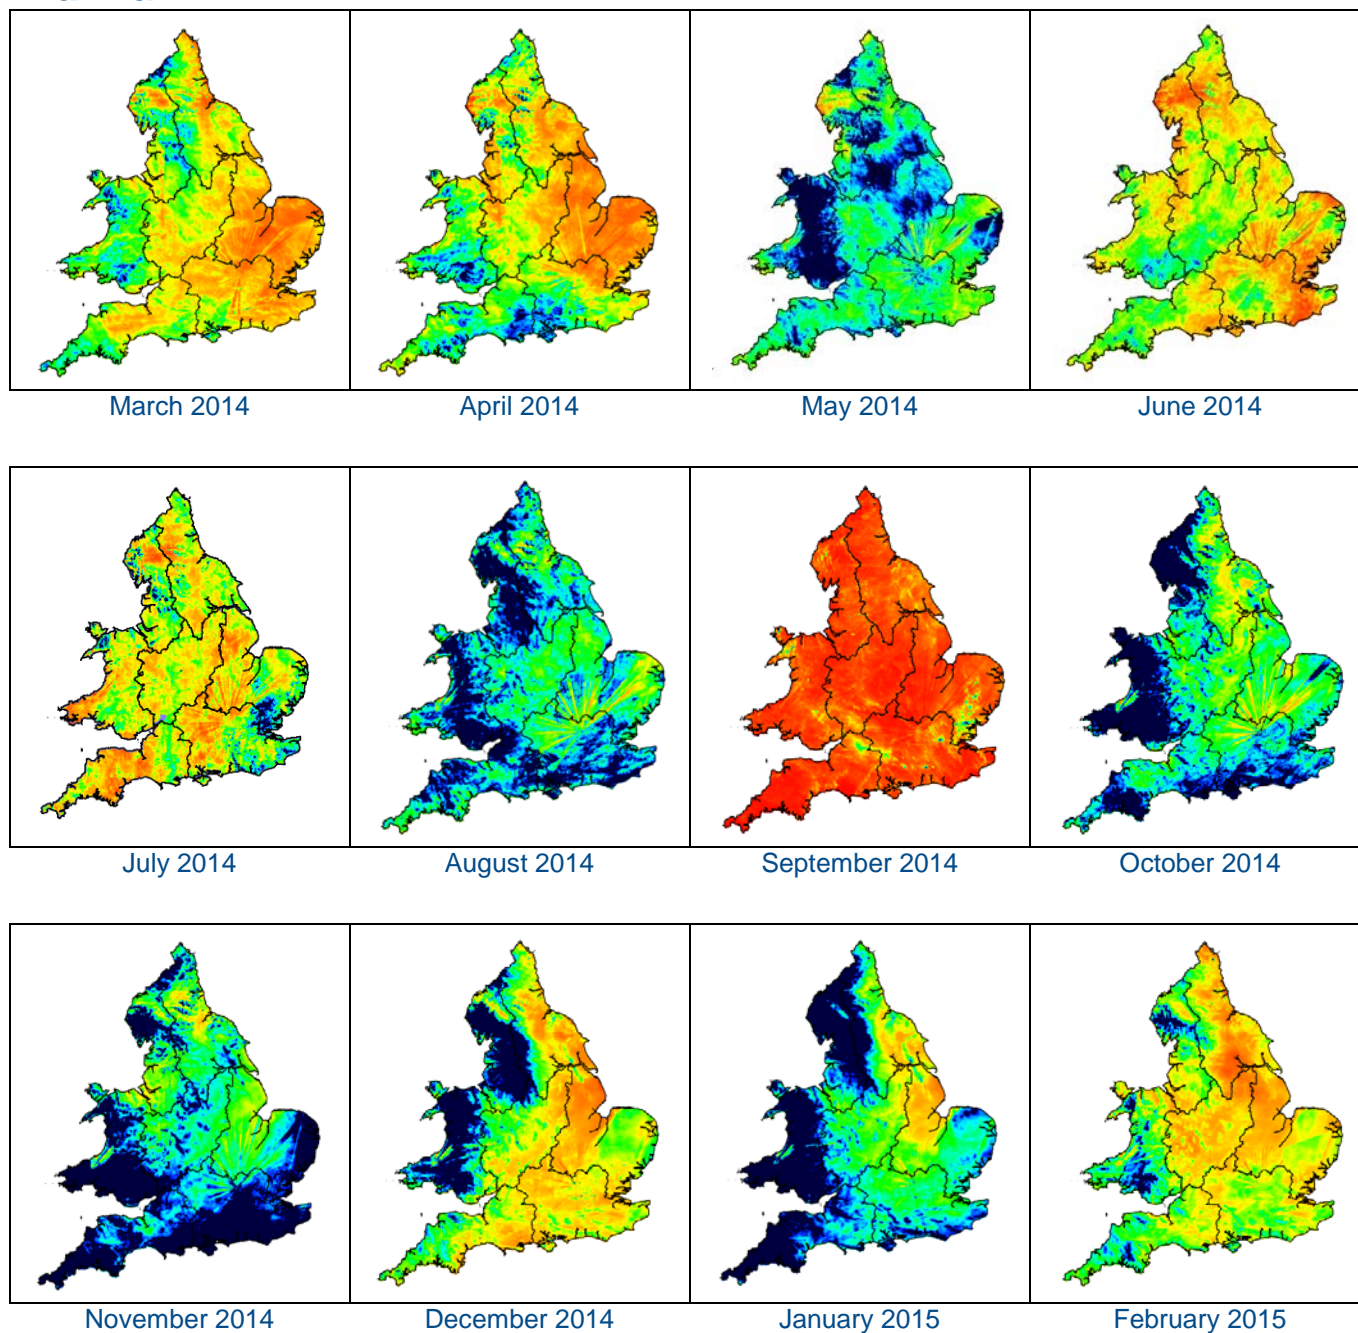 March 2014
April 2014
May 2014
June 2014
July 2014
August 2014
September 2014
October 2014
November 2014
December 2014
January 2015
February 2015